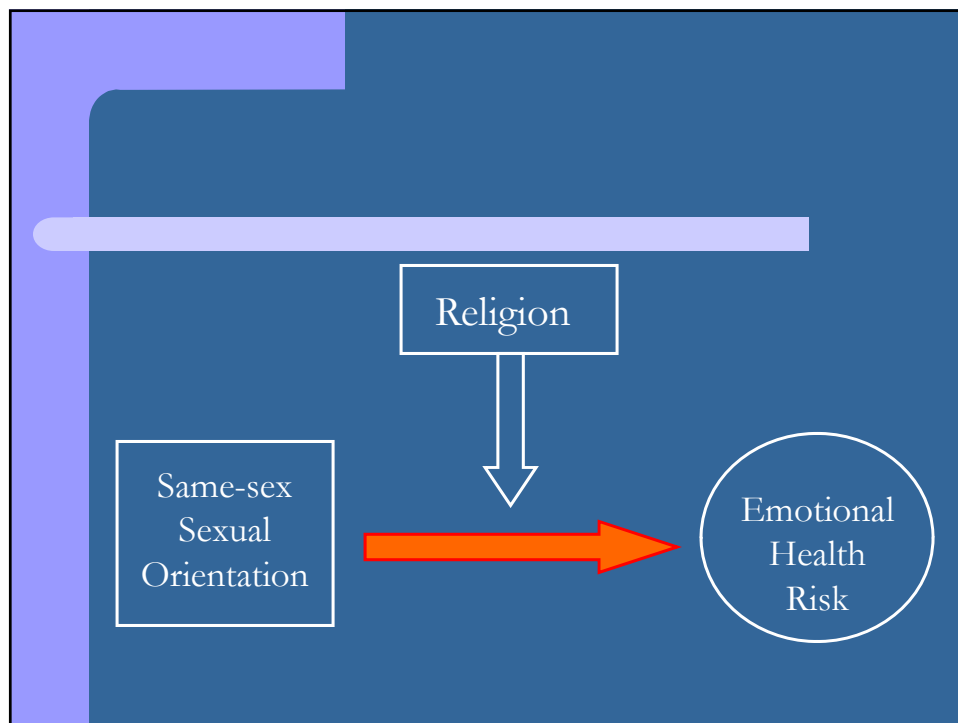 Religion
Same-sex
Sexual
Orientation
Emotional
Health
Risk